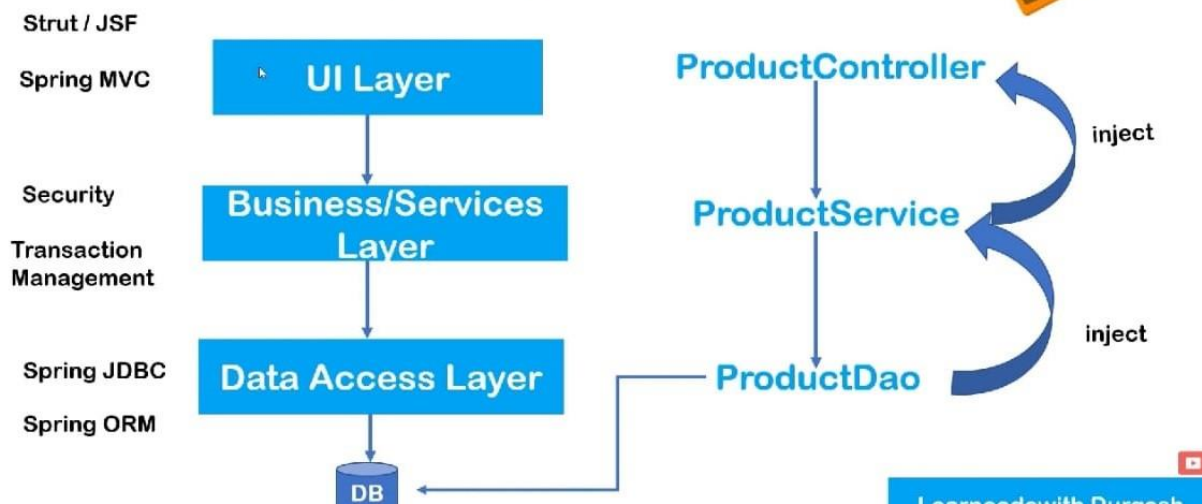 Strut / JSF
Spring MVC
UI Layer
ProductController
inject
Security
Transaction
Management
Business/Services
Layer
ProductService
inject
Spring JDBC
Spring ORM
Data Access Layer
ProductDao
DB